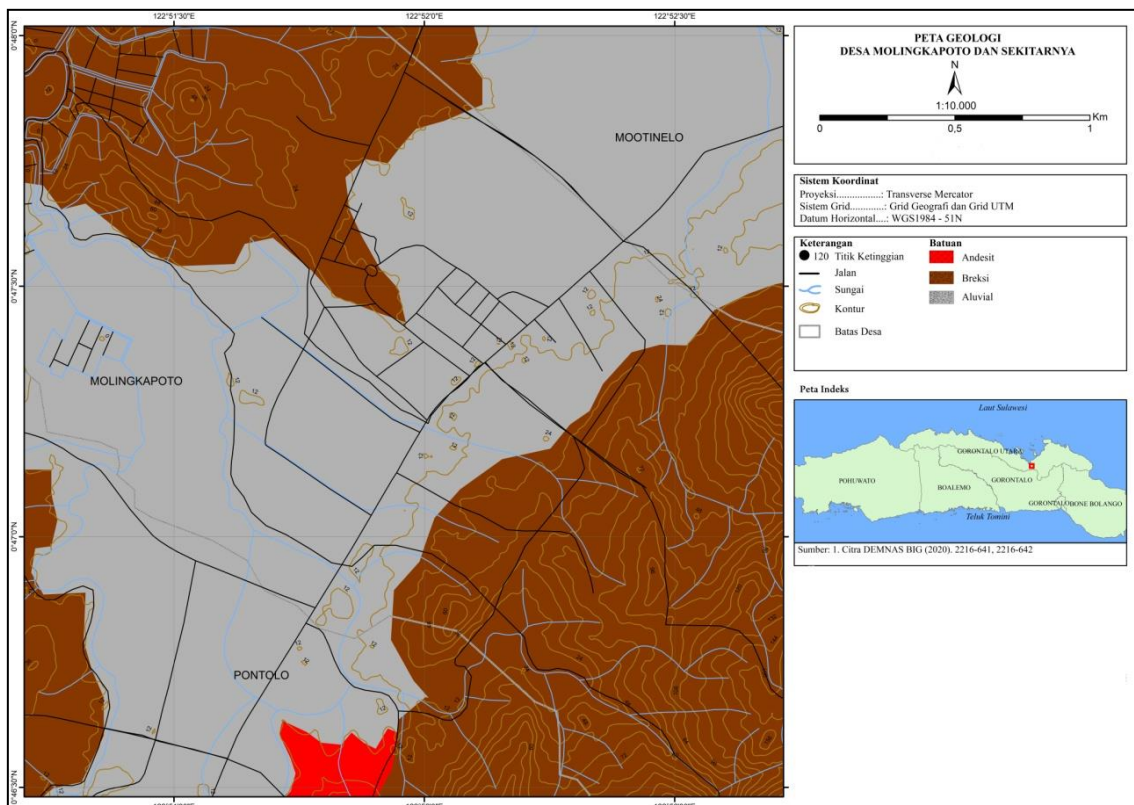 122°51'30"E
122°52'0"E
122°52'30"E
0°48'0"N
0°47'30"N
0°47'0"N
0°46'30"N
MOOTINELO
MOLINGKAPOTO
PONTOLO
PETA GEOLOGI
DESA MOLINGKAPOTO DAN SEKITARNYA
N
1:10.000
0
0,5
1
Km
Sistem Koordinat
Proyeksi.................: Transverse Mercator
Sistem Grid............: Grid Geografi dan Grid UTM
Datum Horizontal....: WGS1984 - 51N
Keterangan
120 Titik Ketinggian
Jalan
Sungai
Kontur
Batas Desa
Batuan
Andesit
Breksi
Aluvial
Peta Indeks
Laut Sulawesi
GORONTALO UTARA
POHUWATO
BOALEMO
GORONTALO
GORONTALO
BONE BOLANGO
Teluk Tomini
Sumber: 1. Citra DEMNAS BIG (2020). 2216-641, 2216-642